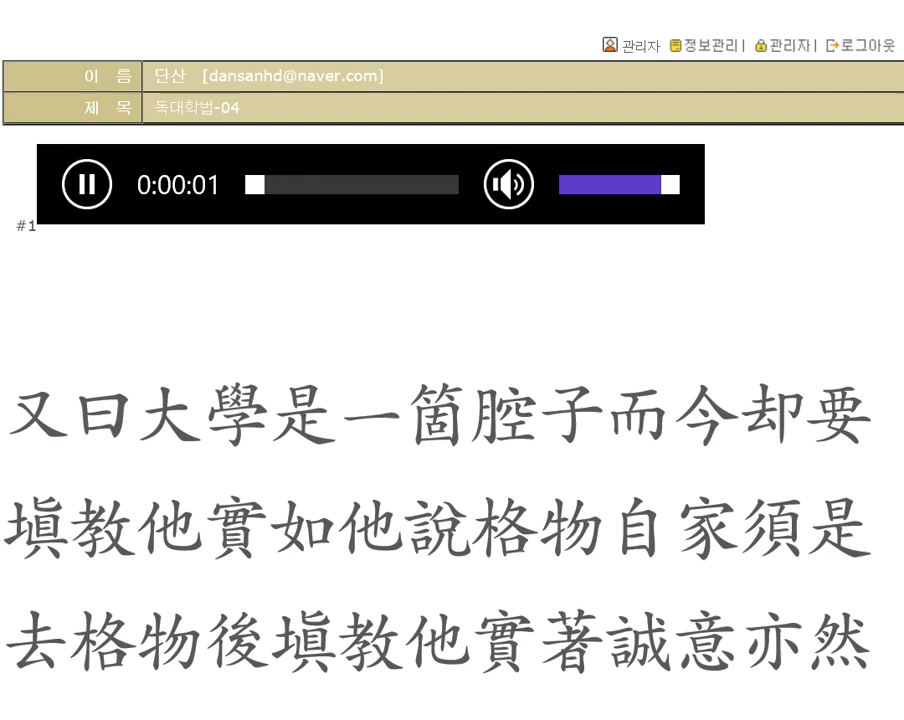 관리자 정보관리| 관리자| 로그아웃
이 름 단산 [dansanhd@naver.com]
제 목 독대학법-04
0:00:01
#1
又曰大學是一箇腔子而今却要
塡教他實如他說格物自家須是
去格物後塡教他實著誠意亦然